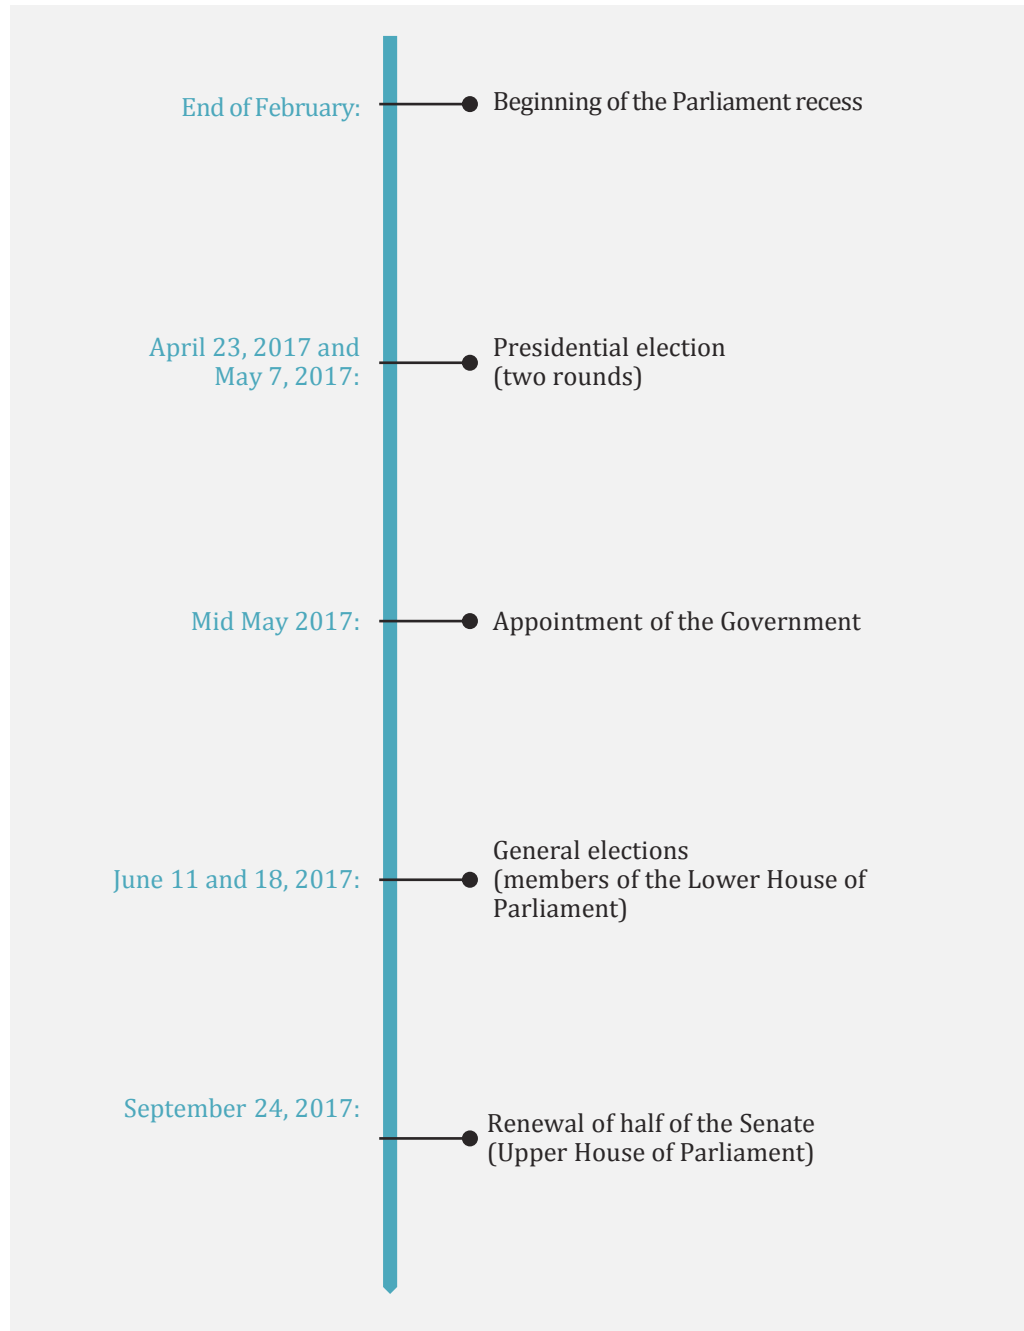 End of February:
Beginning of the Parliament recess
April 23, 2017 and
May 7, 2017:
Presidential election
(two rounds)
Mid May 2017:
Appointment of the Government
June 11 and 18, 2017:
General elections
(members of the Lower House of
Parliament)
September 24, 2017:
Renewal of half of the Senate
(Upper House of Parliament)